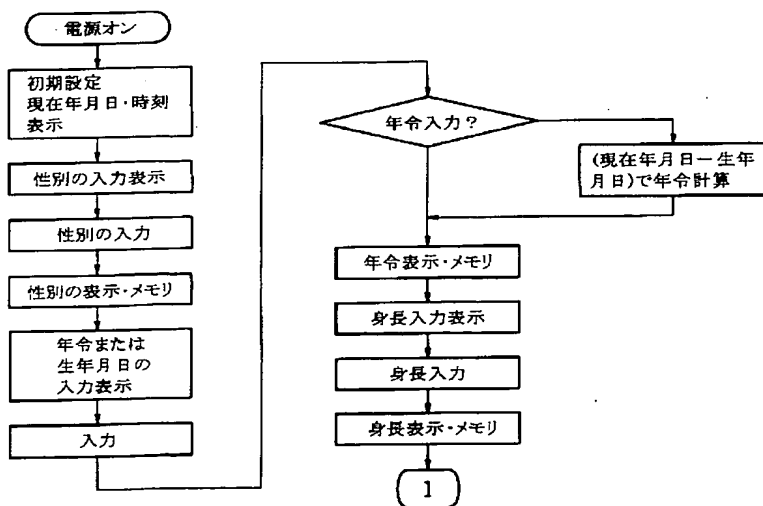 電源オン
初期設定
現在年月日・時刻
表示
性別の入力表示
性別の入力
性別の表示・メモリ
年令または
生年月日の
入力表示
入力
年令入力？
(現在年月日－生年
月日)で年令計算
年令表示・メモリ
身長入力表示
身長入力
身長表示・メモリ
1